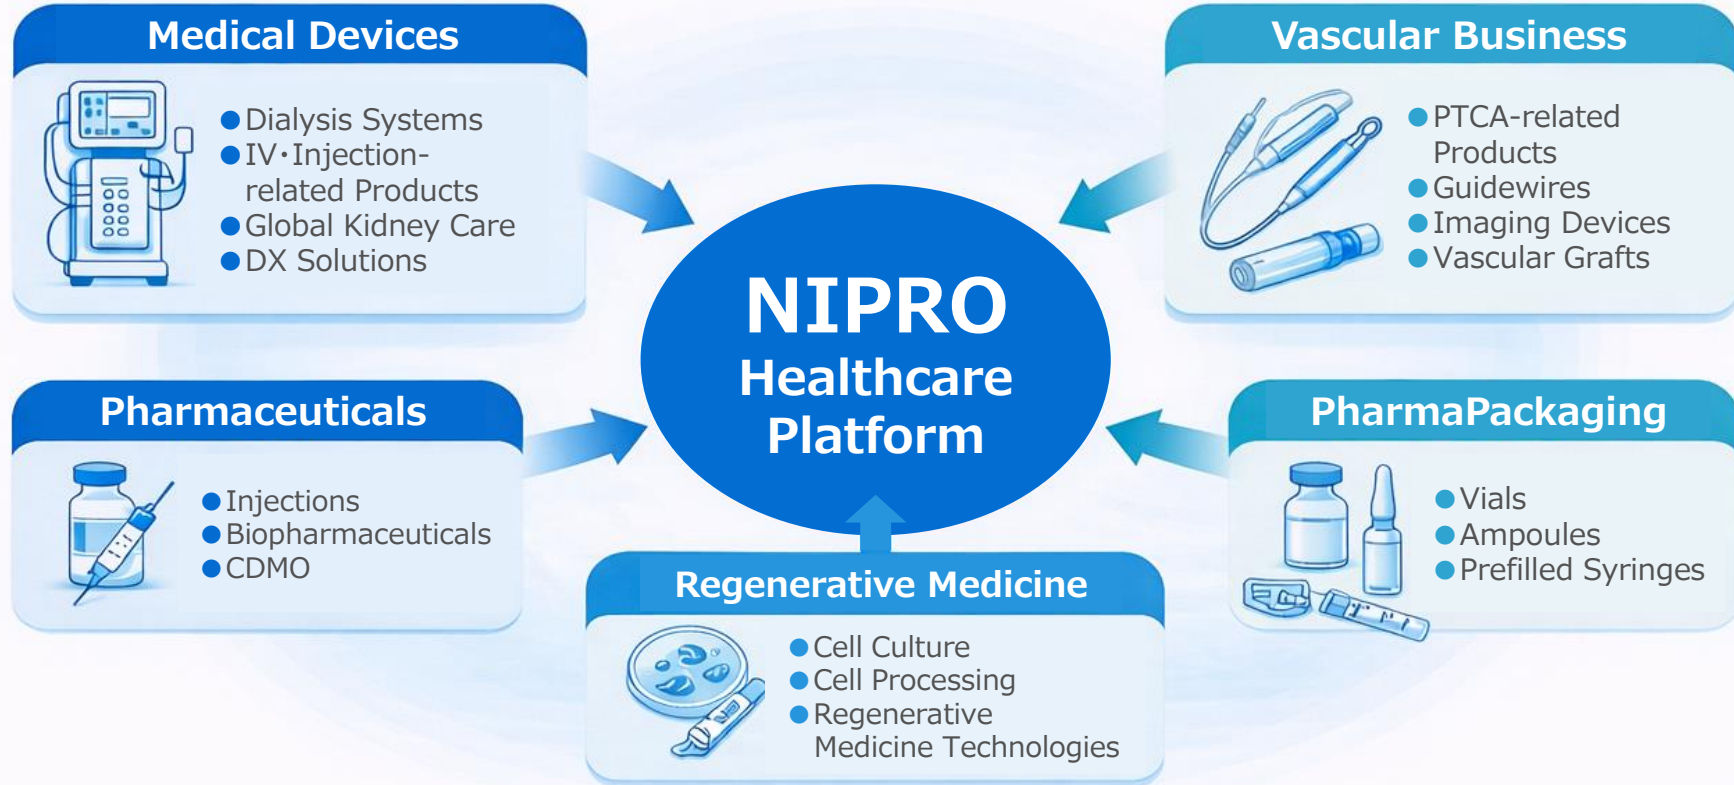 Medical Devices
●Dialysis Systems
●IV・Injection-
related Products
●Global Kidney Care
●DX Solutions
Vascular Business
●PTCA-related
Products
●Guidewires
●Imaging Devices
●Vascular Grafts
NIPRO
Healthcare
Platform
Pharmaceuticals
●Injections
●Biopharmaceuticals
●CDMO
PharmaPackaging
●Vials
●Ampoules
●Prefilled Syringes
Regenerative Medicine
●Cell Culture
●Cell Processing
●Regenerative
Medicine Technologies